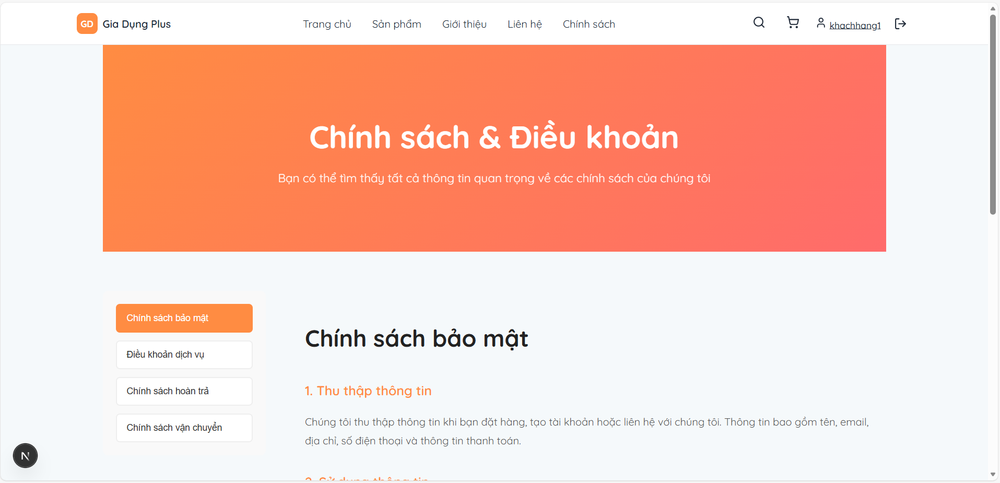 GD Gia Dụng Plus Trang chủ Sản phẩm Giới thiệu Liên hệ Chính sách khachhang1
Chính sách & Điều khoản
Bạn có thể tìm thấy tất cả thông tin quan trọng về các chính sách của chúng tôi
Chính sách bảo mật
Điều khoản dịch vụ
Chính sách hoàn trả
Chính sách vận chuyển
Chính sách bảo mật
1. Thu thập thông tin
Chúng tôi thu thập thông tin khi bạn đặt hàng, tạo tài khoản hoặc liên hệ với chúng tôi. Thông tin bao gồm tên, email,
địa chỉ, số điện thoại và thông tin thanh toán.
2. Sử dụng thông tin
N